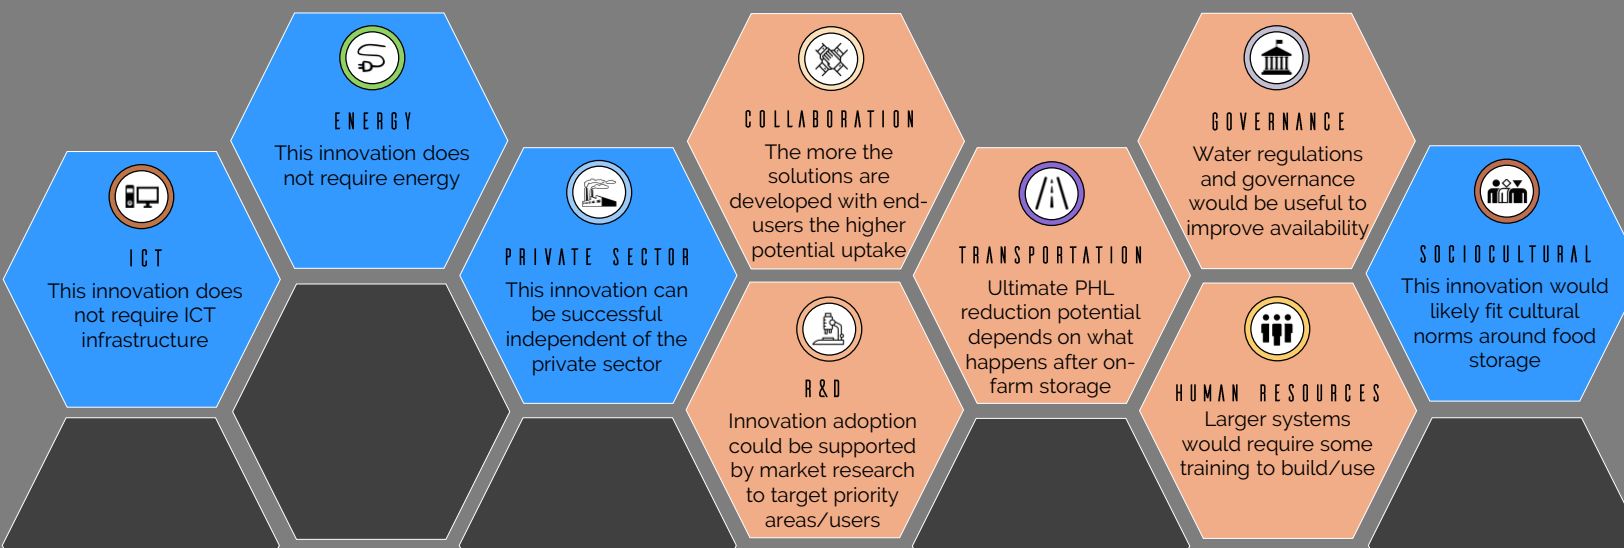 ENERGY
This innovation does
not require energy
ICT
This innovation does
not require ICT
infrastructure
PRIVATE SECTOR
This innovation can
be successful
independent of the
private sector
COLLABORATION
The more the
solutions are
developed with end-
users the higher
potential uptake
R&D
Innovation adoption
could be supported
by market research
to target priority
areas/users
TRANSPORTATION
Ultimate PHL
reduction potential
depends on what
happens after on-
farm storage
GOVERNANCE
Water regulations
and governance
would be useful to
improve availability
HUMAN RESOURCES
Larger systems
would require some
training to build/use
SOCIOCULTURAL
This innovation would
likely fit cultural
norms around food
storage